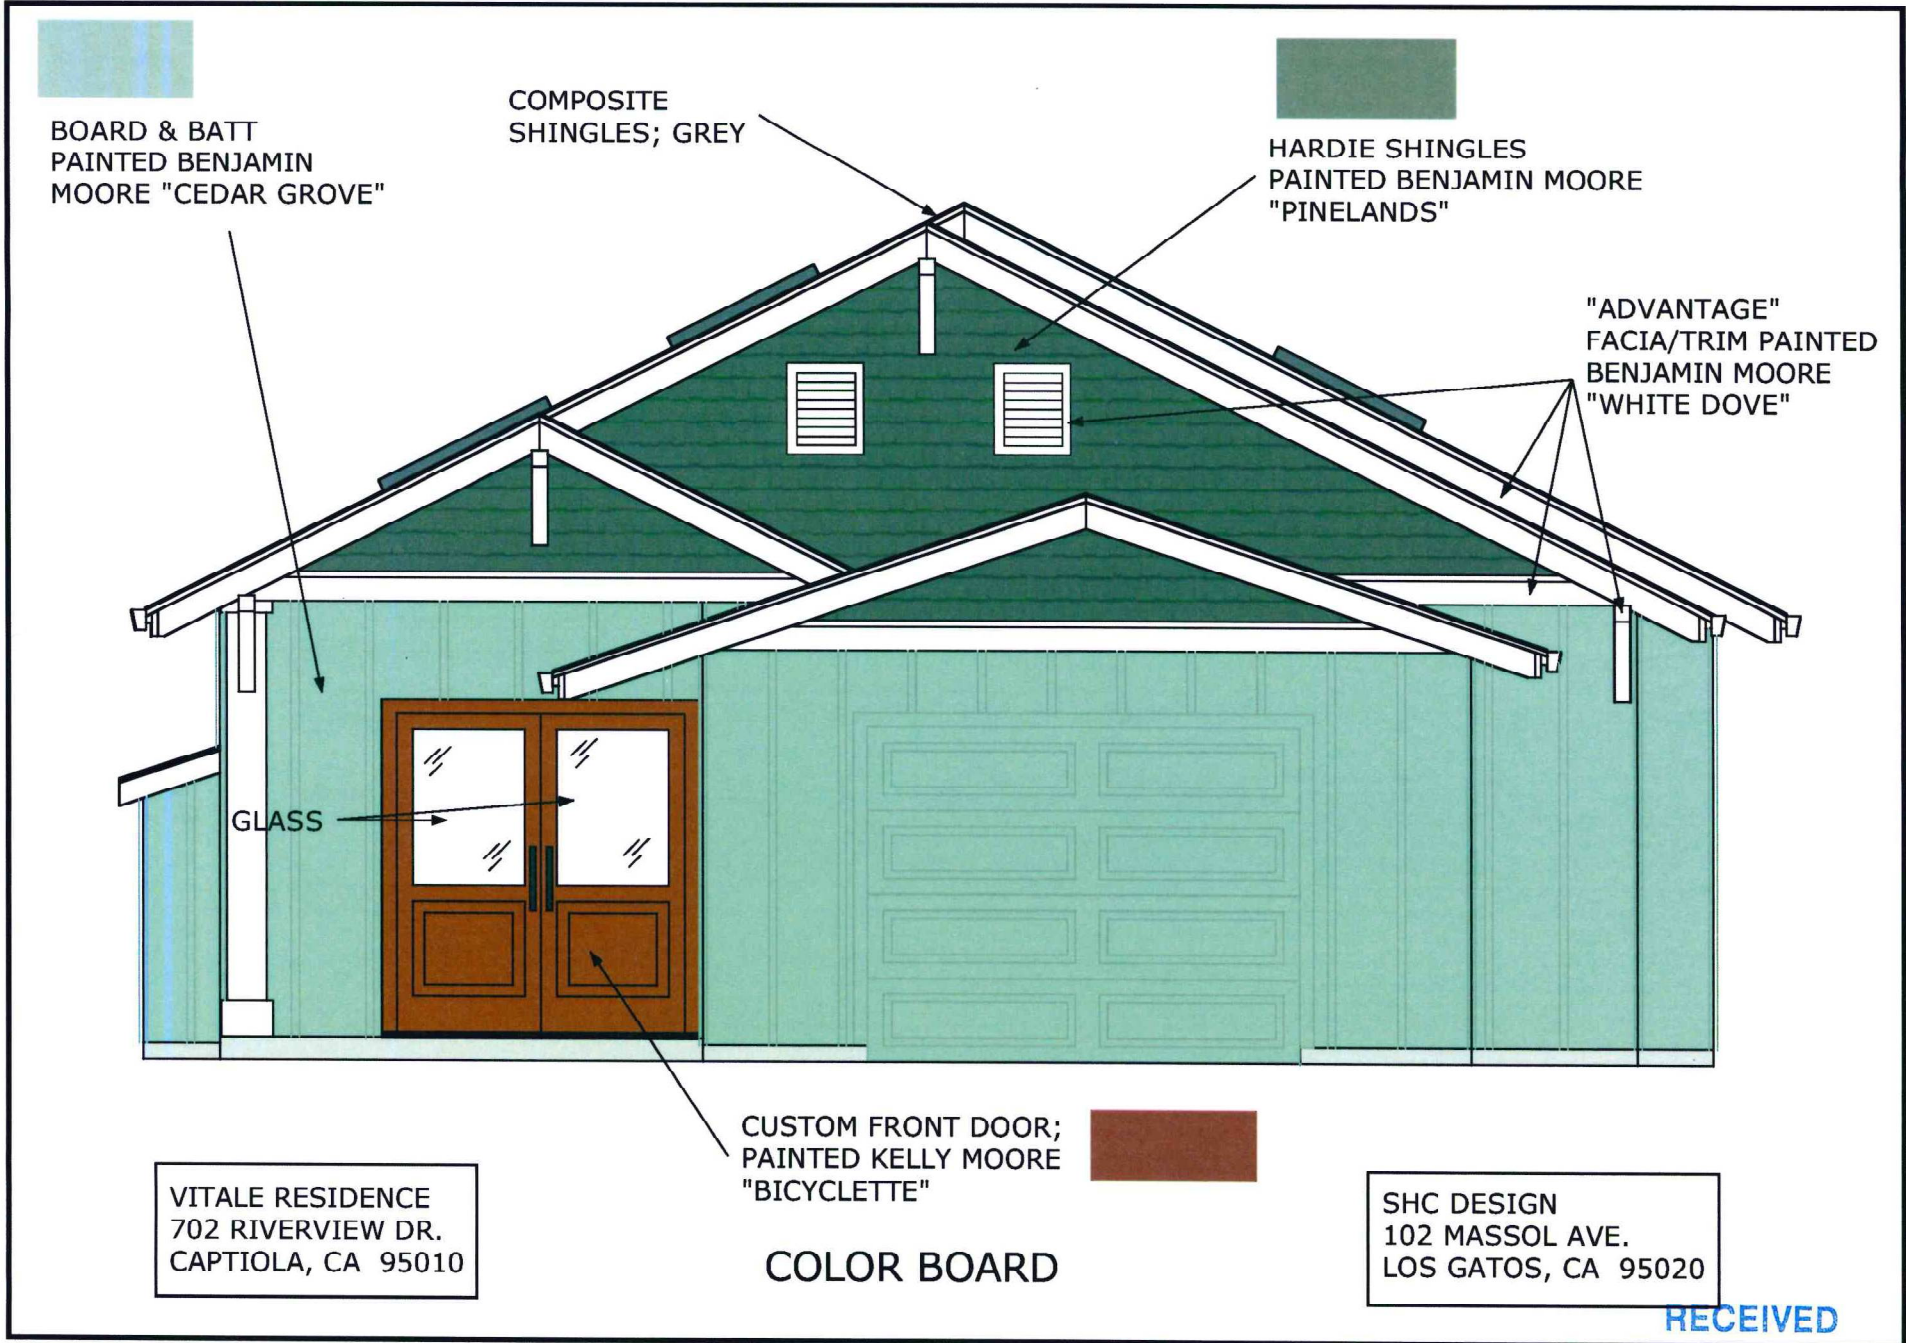 BOARD & BATT
PAINTED BENJAMIN
MOORE "CEDAR GROVE"
COMPOSITE
SHINGLES; GREY
HARDIE SHINGLES
PAINTED BENJAMIN MOORE
"PINELANDS"
"ADVANTAGE"
FACIA/TRIM PAINTED
BENJAMIN MOORE
"WHITE DOVE"
GLASS
CUSTOM FRONT DOOR;
PAINTED KELLY MOORE
"BICYCLETTE"
VITALE RESIDENCE
702 RIVERVIEW DR.
CAPTIOLA, CA 95010
COLOR BOARD
SHC DESIGN
102 MASSOL AVE.
LOS GATOS, CA 95020
RECEIVED